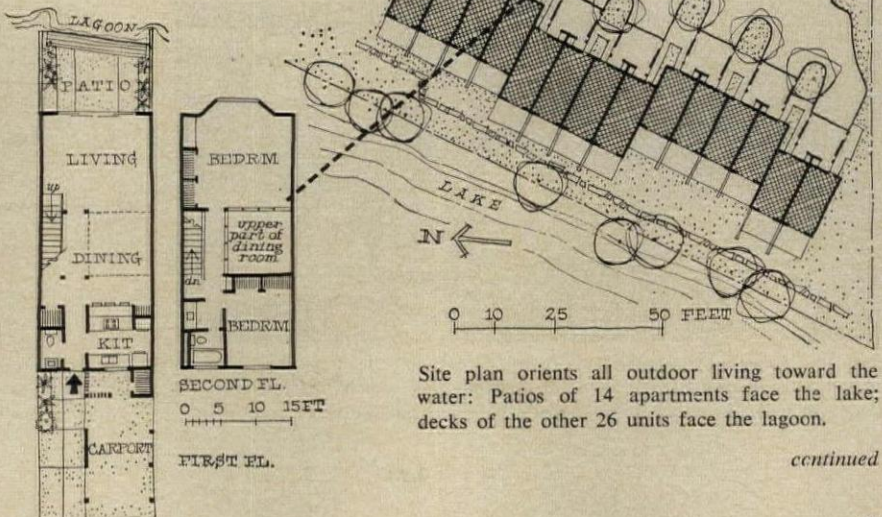 LAGOON
PATIO
LIVING
up
DINING
KIT
CARPORT
BEDRM
upper
part of
dining
room
dn
BEDRM
SECOND FL.
0 5 10 15FT
FIRST FL.
LAKE
N
0 10 25 50 FEET
Site plan orients all outdoor living toward the
water: Patios of 14 apartments face the lake;
decks of the other 26 units face the lagoon.
continued